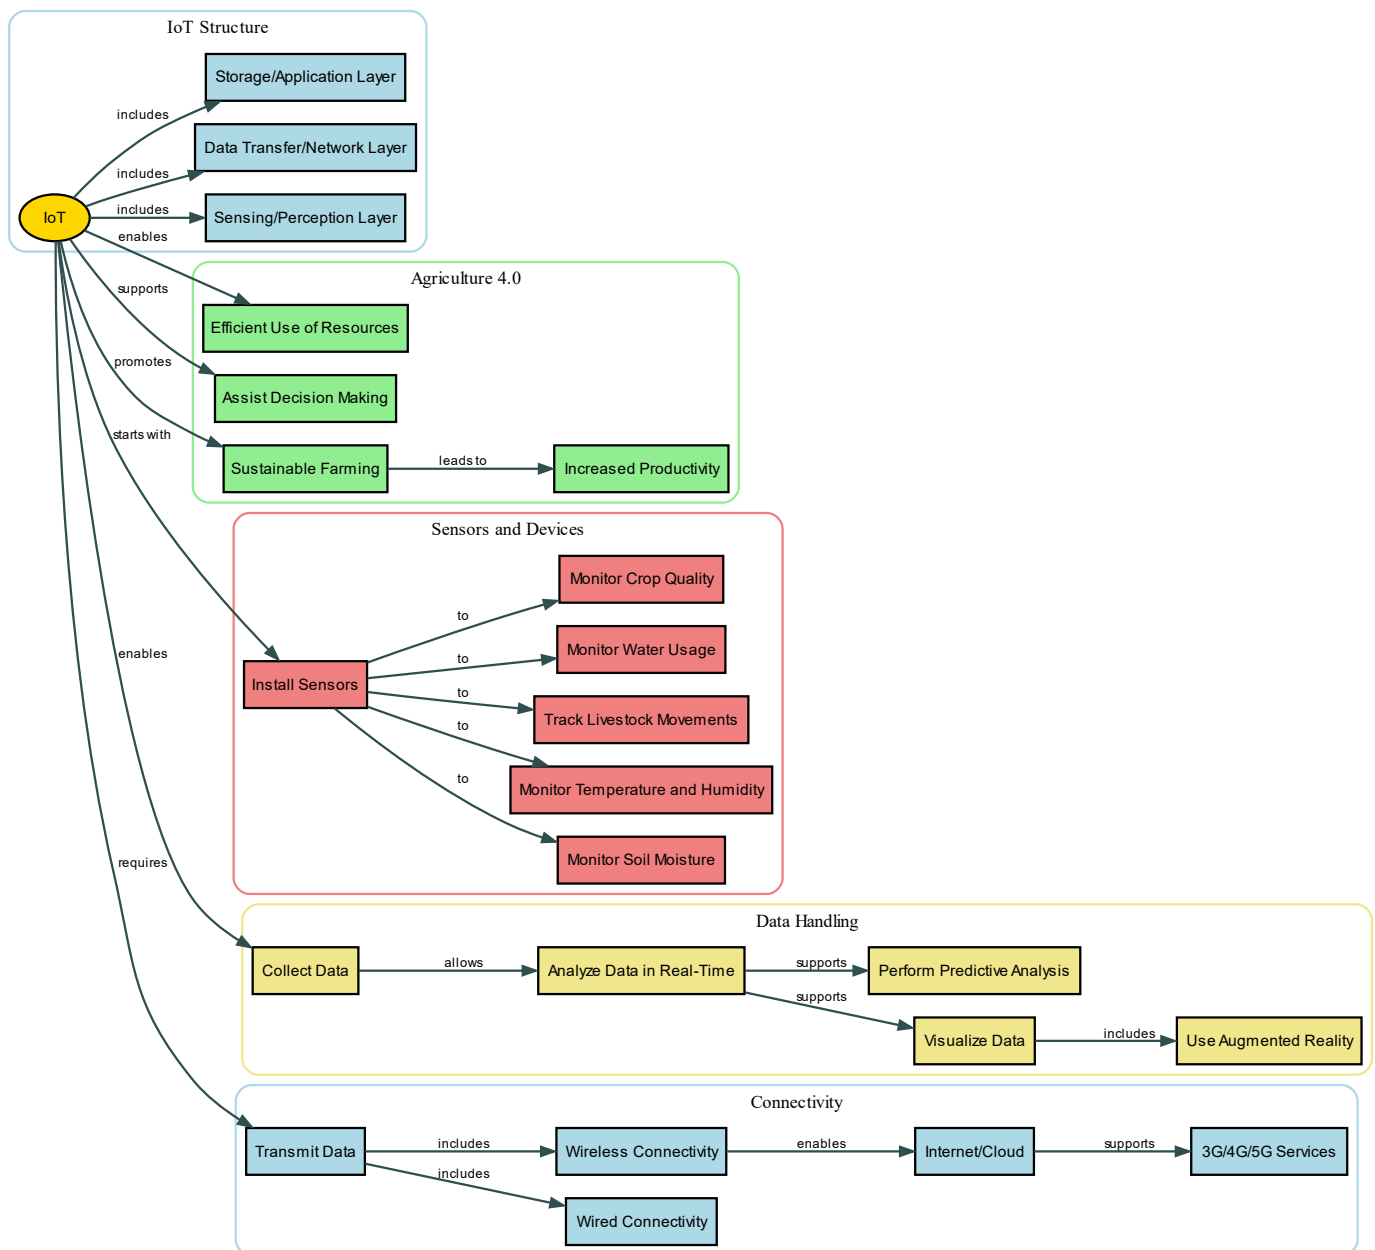 IoT Structure
Storage/Application Layer
includes
Data Transfer/Network Layer
includes
IoT
includes
Sensing/Perception Layer
enables
Agriculture 4.0
supports
Efficient Use of Resources
promotes
Assist Decision Making
starts with
Sustainable Farming
leads to
Increased Productivity
Sensors and Devices
Monitor Crop Quality
to
Monitor Water Usage
to
enables
Install Sensors
to
Track Livestock Movements
to
Monitor Temperature and Humidity
to
Monitor Soil Moisture
requires
Data Handling
Collect Data
allows
Analyze Data in Real-Time
supports
Perform Predictive Analysis
supports
Visualize Data
includes
Use Augmented Reality
Connectivity
Transmit Data
includes
Wireless Connectivity
enables
Internet/Cloud
supports
3G/4G/5G Services
includes
Wired Connectivity